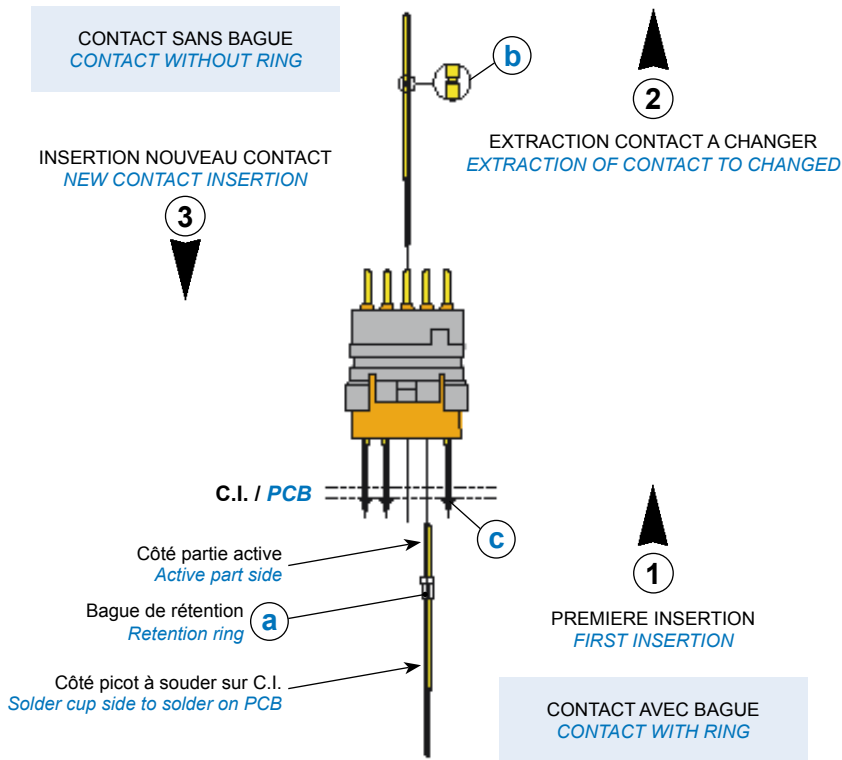 CONTACT SANS BAGUE
CONTACT WITHOUT RING
b
2
EXTRACTION CONTACT A CHANGER
EXTRACTION OF CONTACT TO CHANGED
INSERTION NOUVEAU CONTACT
NEW CONTACT INSERTION
3
C.I. / PCB
c
Côté partie active
Active part side
1
Bague de rétention
Retention ring
a
PREMIERE INSERTION
FIRST INSERTION
Côté picot à souder sur C.I.
Solder cup side to solder on PCB
CONTACT AVEC BAGUE
CONTACT WITH RING